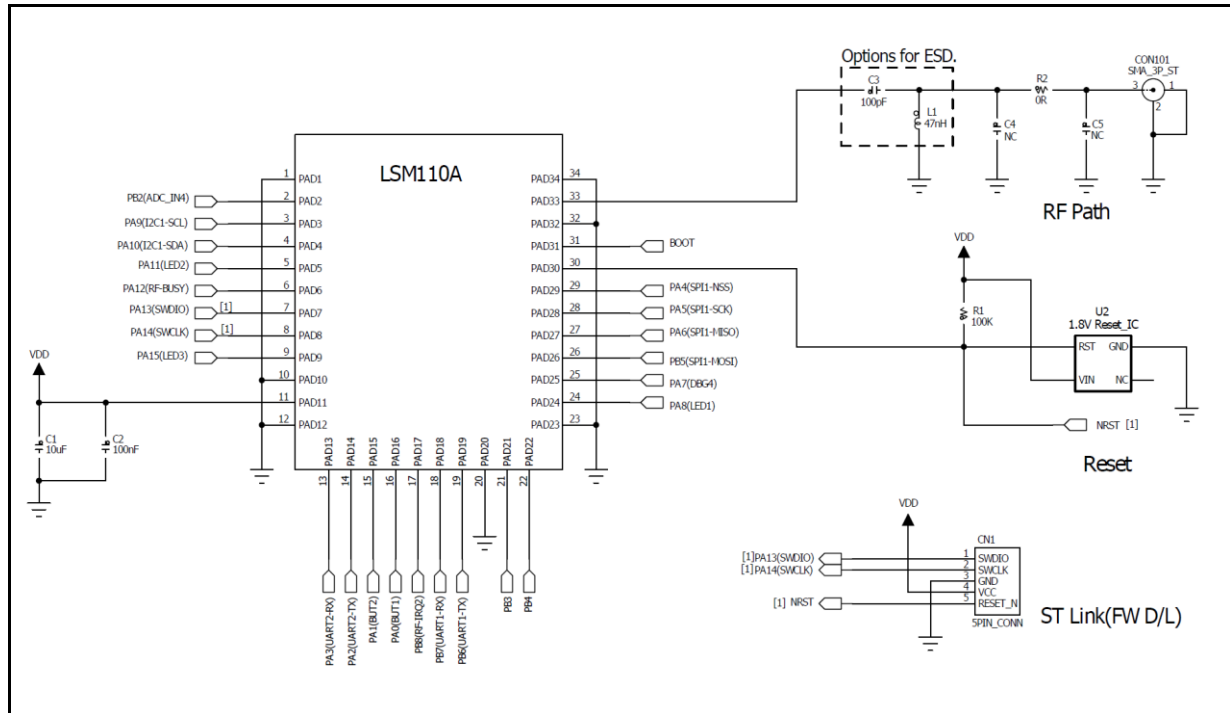 Options for ESD.
C3
100pF
L1
47nH
C4
NC
R2
0R
C5
NC
CON101
SMA_3P_ST
3
1
2
RF Path
LSM110A
1 PAD1
PB2(ADC_IN4) 2 PAD2
PA9(I2C1-SCL) 3 PAD3
PA10(I2C1-SDA) 4 PAD4
PA11(LED2) 5 PAD5
PA12(RF-BUSY) 6 PAD6
PA13(SWDIO) [1] 7 PAD7
PA14(SWCLK) [1] 8 PAD8
PA15(LED3) 9 PAD9
10 PAD10
11 PAD11
12 PAD12
VDD
C1
10uF
C2
100nF
PAD34 34
PAD33 33
PAD32 32
PAD31 31 BOOT
PAD30 30
PAD29 29 PA4(SPI1-NSS)
PAD28 28 PA5(SPI1-SCK)
PAD27 27 PA6(SPI1-MISO)
PAD26 26 PB5(SPI1-MOSI)
PAD25 25 PA7(DBG4)
PAD24 24 PA8(LED1)
PAD23 23
PAD13 13 PA3(UART2-RX)
PAD14 14 PA2(UART2-TX)
PAD15 15 PA1(BUT2)
PAD16 16 PA0(BUT1)
PAD17 17 PB8(RF-IRQ2)
PAD18 18 PB7(UART1-RX)
PAD19 19 PB6(UART1-TX)
PAD20 20
PAD21 21 PB3
PAD22 22 PB4
VDD
R1
100K
U2
1.8V Reset_IC
RST GND
VIN NC
NRST [1]
Reset
VDD
CN1
[1]PA13(SWDIO) 1 SWDIO
[1]PA14(SWCLK) 2 SWCLK
3 GND
4 VCC
[1] NRST 5 RESET_N
5PIN_CONN
ST Link(FW D/L)